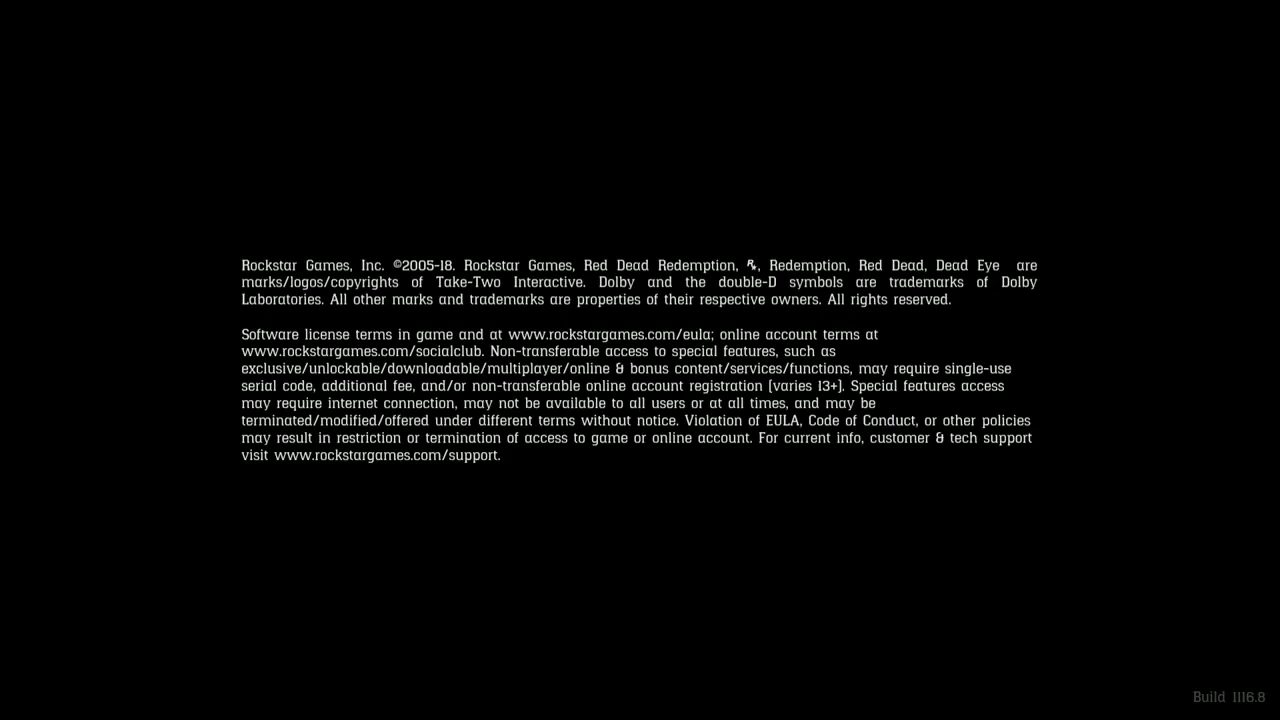 Rockstar Games, Inc. ©2005-18. Rockstar Games, Red Dead Redemption, R*, Redemption, Red Dead, Dead Eye are
marks/logos/copyrights of Take-Two Interactive. Dolby and the double-D symbols are trademarks of Dolby
Laboratories. All other marks and trademarks are properties of their respective owners. All rights reserved.
Software license terms in game and at www.rockstargames.com/eula; online account terms at
www.rockstargames.com/socialclub. Non-transferable access to special features, such as
exclusive/unlockable/downloadable/multiplayer/online & bonus content/services/functions, may require single-use
serial code, additional fee, and/or non-transferable online account registration (varies 13+). Special features access
may require internet connection, may not be available to all users or at all times, and may be
terminated/modified/offered under different terms without notice. Violation of EULA, Code of Conduct, or other policies
may result in restriction or termination of access to game or online account. For current info, customer & tech support
visit www.rockstargames.com/support.
Build 1116.8